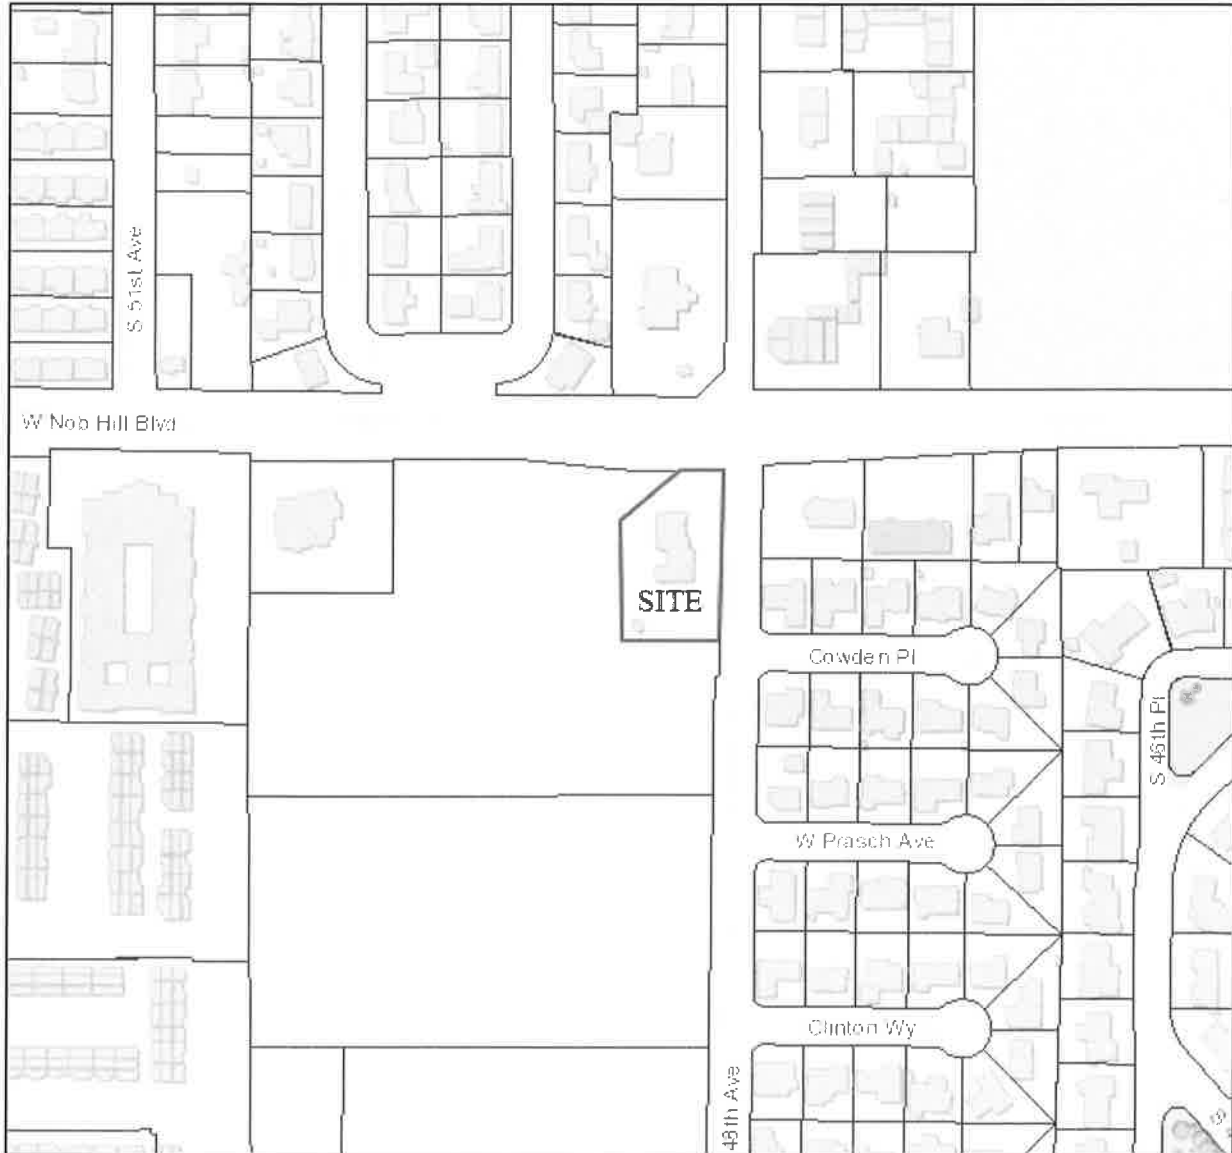 S 51st Ave
W Nob Hill Blvd
SITE
Cowden Pl
S 46th Pl
W Prasch Ave
Clinton Wy
48th Ave
S